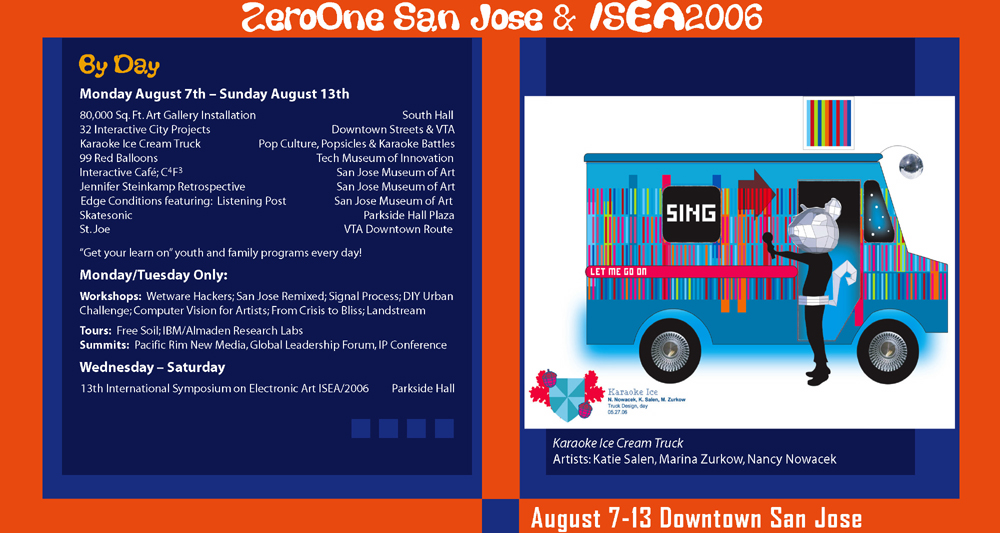 ZeroOne San Jose & ISEA2006
By Day
Monday August 7th – Sunday August 13th
80,000 Sq. Ft. Art Gallery Installation South Hall
32 Interactive City Projects Downtown Streets & VTA
Karaoke Ice Cream Truck Pop Culture, Popsicles & Karaoke Battles
99 Red Balloons Tech Museum of Innovation
Interactive Café; C⁴F³ San Jose Museum of Art
Jennifer Steinkamp Retrospective San Jose Museum of Art
Edge Conditions featuring: Listening Post San Jose Museum of Art
Skatesonic Parkside Hall Plaza
St. Joe VTA Downtown Route
“Get your learn on” youth and family programs every day!
Monday/Tuesday Only:
Workshops: Wetware Hackers; San Jose Remixed; Signal Process; DIY Urban
Challenge; Computer Vision for Artists; From Crisis to Bliss; Landstream
Tours: Free Soil; IBM/Almaden Research Labs
Summits: Pacific Rim New Media, Global Leadership Forum, IP Conference
Wednesday – Saturday
13th International Symposium on Electronic Art ISEA/2006 Parkside Hall
SING
LET ME GO ON
Karaoke Ice
N. Nowacek, K. Salen, M. Zurkow
Truck Design, day
05.27.06
Karaoke Ice Cream Truck
Artists: Katie Salen, Marina Zurkow, Nancy Nowacek
August 7-13 Downtown San Jose